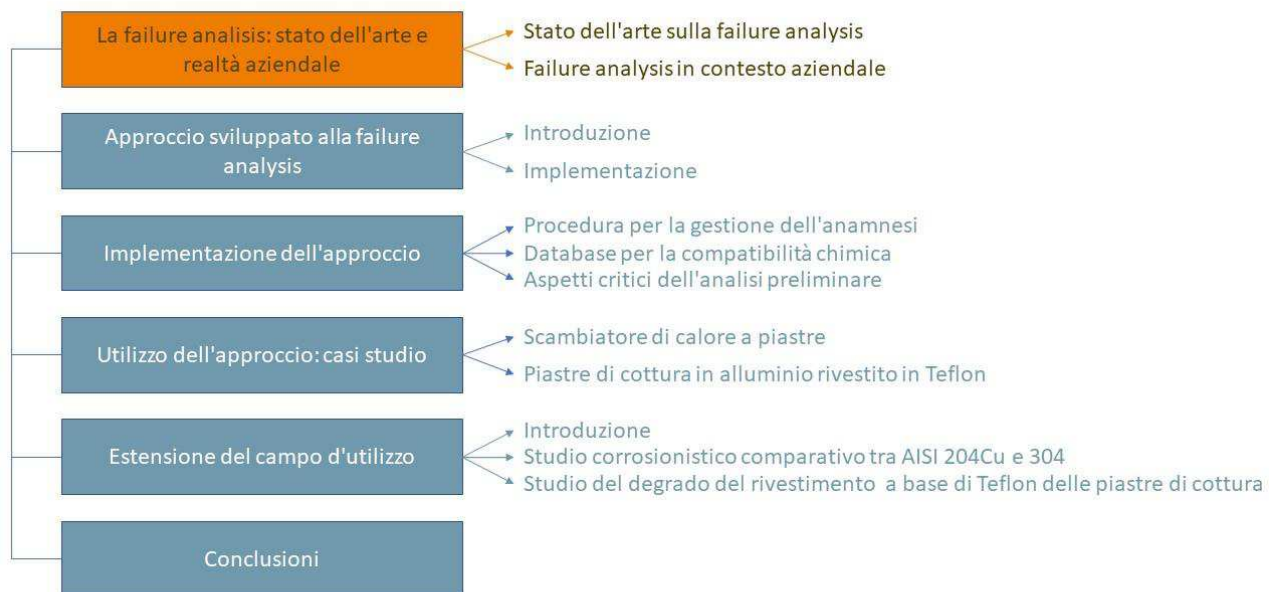 La failure analisis: stato dell'arte e
realtà aziendale
Stato dell'arte sulla failure analysis
Failure analysis in contesto aziendale
Approccio sviluppato alla failure
analysis
Introduzione
Implementazione
Implementazione dell'approccio
Procedura per la gestione dell'anamnesi
Database per la compatibilità chimica
Aspetti critici dell'analisi preliminare
Utilizzo dell'approccio: casi studio
Scambiatore di calore a piastre
Piastre di cottura in alluminio rivestito in Teflon
Estensione del campo d'utilizzo
Introduzione
Studio corrosionistico comparativo tra AISI 204Cu e 304
Studio del degrado del rivestimento a base di Teflon delle piastre di cottura
Conclusioni